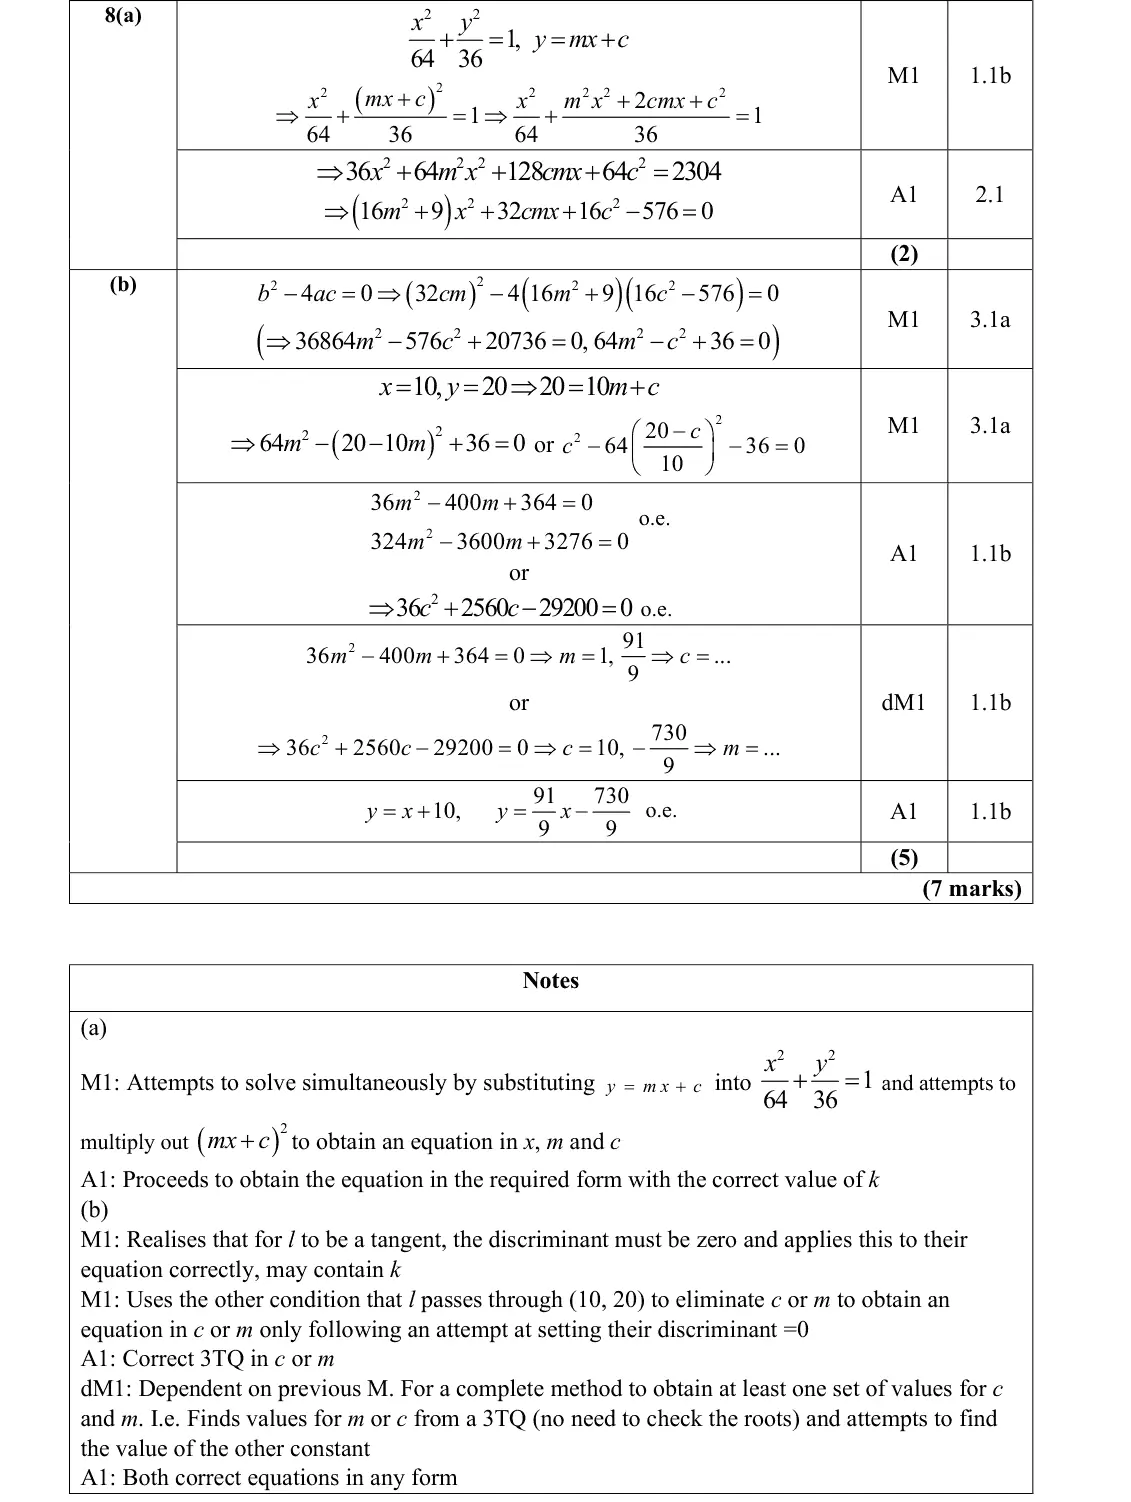 8(a)
x²/64 + y²/36 = 1, y = mx + c
⇒ x²/64 + (mx + c)²/36 = 1 ⇒ x²/64 + (m²x² + 2cmx + c²)/36 = 1
M1 1.1b
⇒ 36x² + 64m²x² + 128cmx + 64c² = 2304
⇒ (16m² + 9)x² + 32cmx + 16c² − 576 = 0
A1 2.1
(2)
(b)
b² − 4ac = 0 ⇒ (32cm)² − 4(16m² + 9)(16c² − 576) = 0
(⇒ 36864m² − 576c² + 20736 = 0, 64m² − c² + 36 = 0)
M1 3.1a
x = 10, y = 20 ⇒ 20 = 10m + c
⇒ 64m² − (20 − 10m)² + 36 = 0 or c² − 64((20 − c)/10)² − 36 = 0
M1 3.1a
36m² − 400m + 364 = 0
324m² − 3600m + 3276 = 0 o.e.
or
⇒ 36c² + 2560c − 29200 = 0 o.e.
A1 1.1b
36m² − 400m + 364 = 0 ⇒ m = 1, 91/9 ⇒ c = ...
or
⇒ 36c² + 2560c − 29200 = 0 ⇒ c = 10, −730/9 ⇒ m = ...
dM1 1.1b
y = x + 10, y = 91/9 x − 730/9 o.e.
A1 1.1b
(5)
(7 marks)
Notes
(a)
M1: Attempts to solve simultaneously by substituting y = mx + c into x²/64 + y²/36 = 1 and attempts to
multiply out (mx + c)² to obtain an equation in x, m and c
A1: Proceeds to obtain the equation in the required form with the correct value of k
(b)
M1: Realises that for l to be a tangent, the discriminant must be zero and applies this to their
equation correctly, may contain k
M1: Uses the other condition that l passes through (10, 20) to eliminate c or m to obtain an
equation in c or m only following an attempt at setting their discriminant =0
A1: Correct 3TQ in c or m
dM1: Dependent on previous M. For a complete method to obtain at least one set of values for c
and m. I.e. Finds values for m or c from a 3TQ (no need to check the roots) and attempts to find
the value of the other constant
A1: Both correct equations in any form